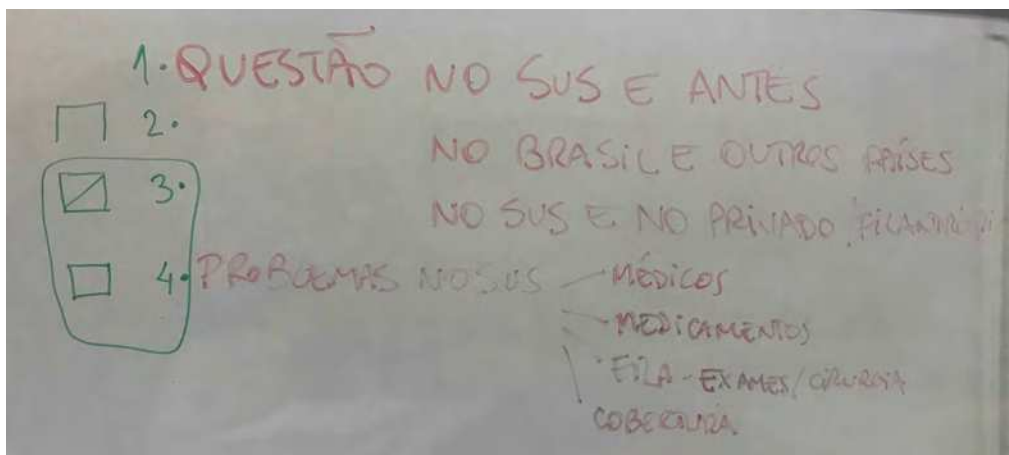 1. QUESTÃO NO SUS E ANTES
2.
NO BRASIL E OUTROS PAÍSES
3.
NO SUS E NO PRIVADO,
4. PROBLEMAS NO SUS - MÉDICOS
- MEDICAMENTOS
FILA - EXAMES/CIRURGIA
COBERTURA